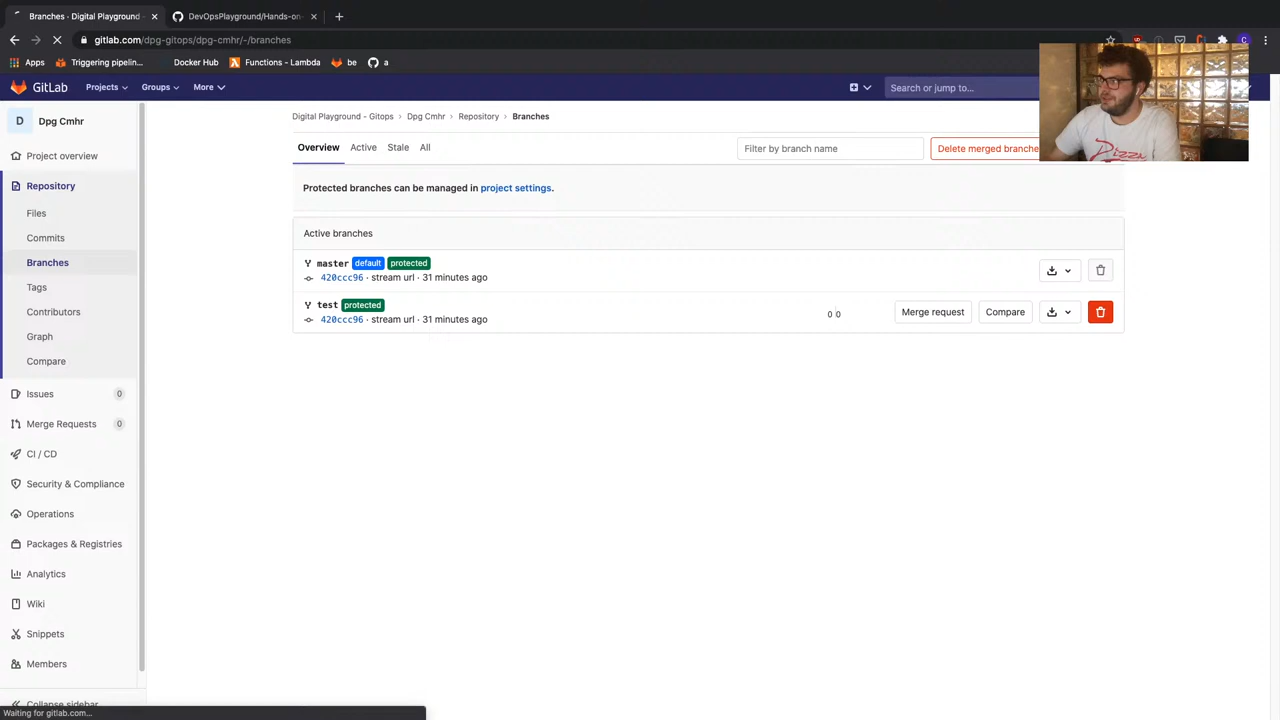 Branches - Digital Playground -
DevOpsPlayground/Hands-on-
gitlab.com/dpg-gitops/dpg-cmhr/-/branches
Apps
Triggering pipelin...
Docker Hub
Functions - Lambda
be
a
GitLab
Projects
Groups
More
Search or jump to...
D
Dpg Cmhr
Project overview
Repository
Files
Commits
Branches
Tags
Contributors
Graph
Compare
Issues 0
Merge Requests 0
CI / CD
Security & Compliance
Operations
Packages & Registries
Analytics
Wiki
Snippets
Members
Collapse sidebar
Waiting for gitlab.com...
Digital Playground - Gitops > Dpg Cmhr > Repository > Branches
Overview Active Stale All
Filter by branch name
Delete merged branche
Protected branches can be managed in project settings.
Active branches
master default protected
420ccc96 · stream url · 31 minutes ago
test protected
420ccc96 · stream url · 31 minutes ago
0 0
Merge request
Compare